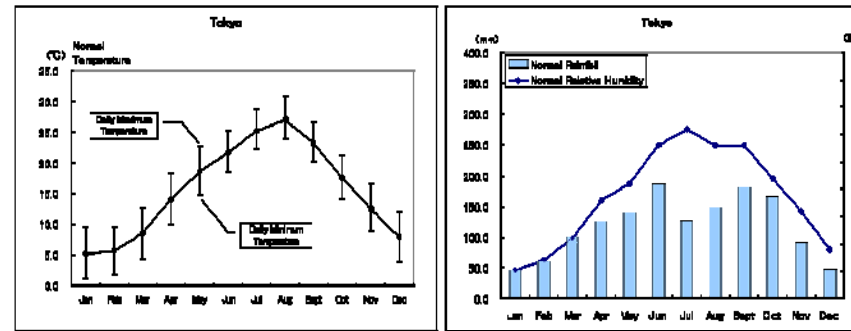 Tokyo
(℃)
Normal
Temperature
35.0
30.0
25.0
20.0
15.0
10.0
5.0
0.0
Daily Maximum
Temperature
Daily Minimum
Temperature
Jan Feb Mar Apr May Jun Jul Aug Sept Oct Nov Dec
Tokyo
(mm)
400.0
350.0
300.0
250.0
200.0
150.0
100.0
50.0
0.0
Normal Rainfall
Normal Relative Humidity
Jan Feb Mar Apr May Jun Jul Aug Sept Oct Nov Dec